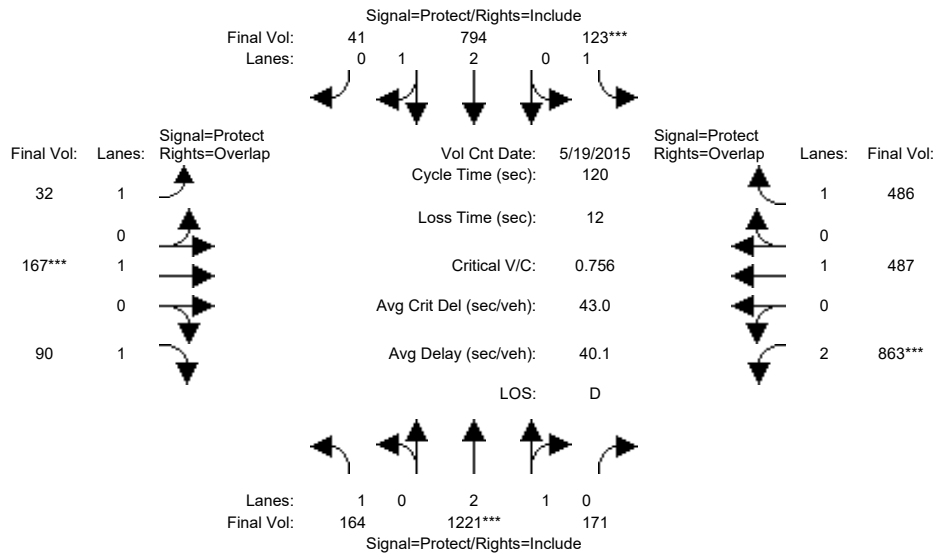 Signal=Protect/Rights=Include
Final Vol: 41 794 123***
Lanes: 0 1 2 0 1
Signal=Protect
Final Vol: Lanes: Rights=Overlap
Vol Cnt Date: 5/19/2015
Signal=Protect
Rights=Overlap Lanes: Final Vol:
Cycle Time (sec): 120
32 1
1 486
Loss Time (sec): 12
0
0
167*** 1
Critical V/C: 0.756
1 487
0
Avg Crit Del (sec/veh): 43.0
0
90 1
Avg Delay (sec/veh): 40.1
2 863***
LOS: D
Lanes: 1 0 2 1 0
Final Vol: 164 1221*** 171
Signal=Protect/Rights=Include